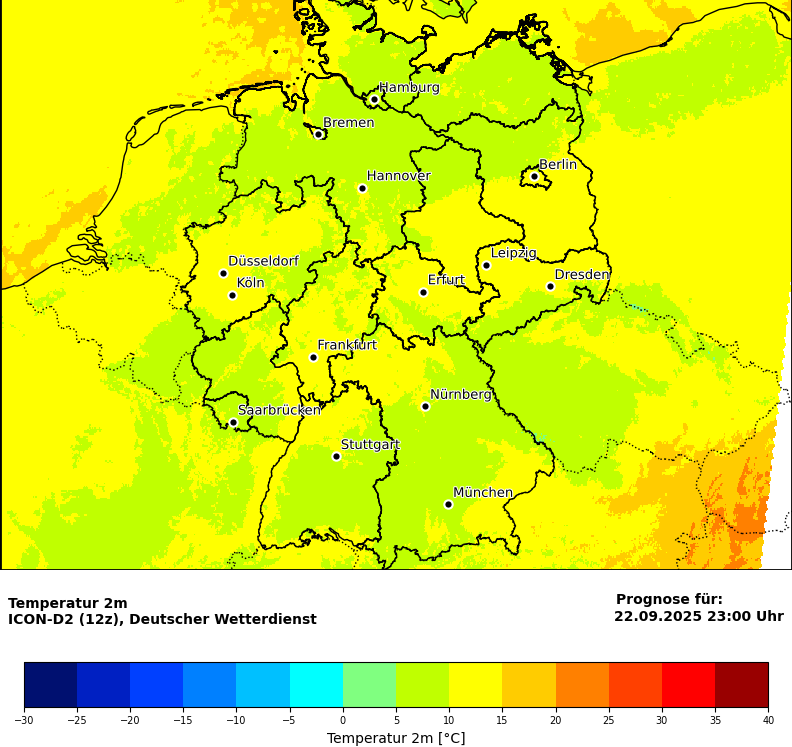 Hamburg
Bremen
Berlin
Hannover
Leipzig
Düsseldorf
Dresden
Köln
Erfurt
Frankfurt
Nürnberg
Saarbrücken
Stuttgart
München
Temperatur 2m
ICON-D2 (12z), Deutscher Wetterdienst
Prognose für:
22.09.2025 23:00 Uhr
−30 −25 −20 −15 −10 −5 0 5 10 15 20 25 30 35 40
Temperatur 2m [°C]